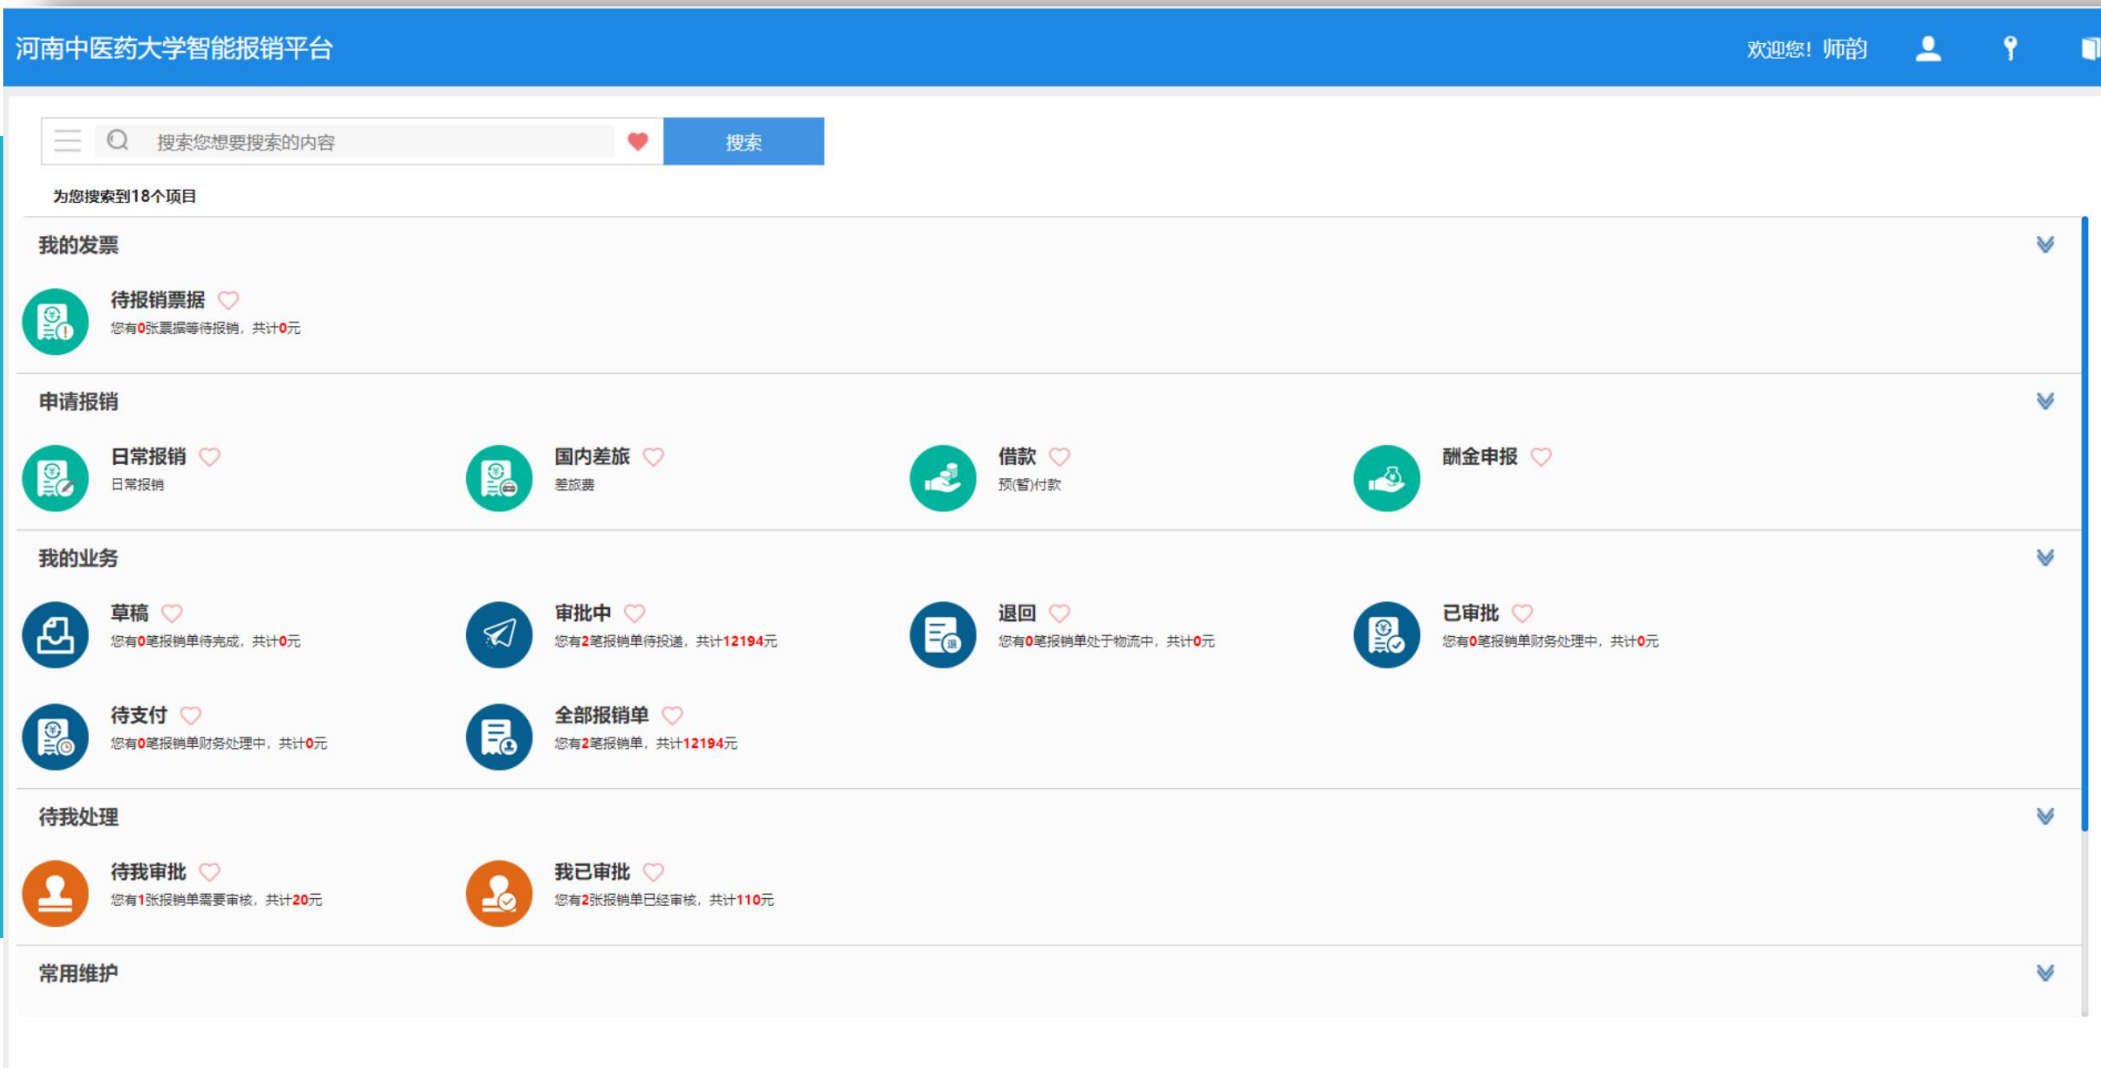 河南中医药大学智能报销平台
欢迎您！师韵
搜索您想要搜索的内容
搜索
为您搜索到18个项目
我的发票
待报销票据
您有0张票据等待报销，共计0元
申请报销
日常报销
日常报销
国内差旅
差旅费
借款
预(暂)付款
酬金申报
我的业务
草稿
您有0笔报销单待完成，共计0元
审批中
您有2笔报销单待投递，共计12194元
退回
您有0笔报销单处于物流中，共计0元
已审批
您有0笔报销单财务处理中，共计0元
待支付
您有0笔报销单财务处理中，共计0元
全部报销单
您有2笔报销单，共计12194元
待我处理
待我审批
您有1张报销单需要审核，共计20元
我已审批
您有2张报销单已经审核，共计110元
常用维护